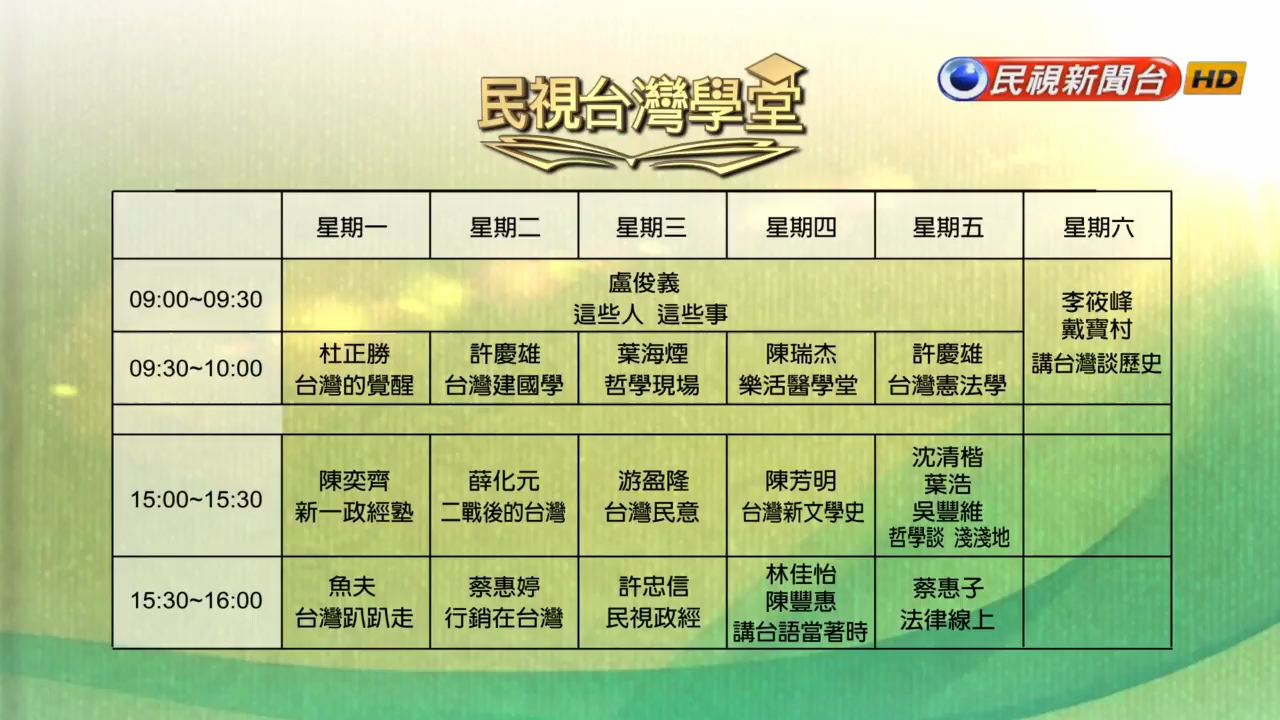 民視台灣學堂
民視新聞台 HD
星期一 星期二 星期三 星期四 星期五 星期六
09:00~09:30
盧俊義
這些人 這些事
李筱峰
戴寶村
講台灣談歷史
09:30~10:00
杜正勝
台灣的覺醒
許慶雄
台灣建國學
葉海煙
哲學現場
陳瑞杰
樂活醫學堂
許慶雄
台灣憲法學
15:00~15:30
陳奕齊
新一政經塾
薛化元
二戰後的台灣
游盈隆
台灣民意
陳芳明
台灣新文學史
沈清楷
葉浩
吳豐維
哲學談 淺淺地
15:30~16:00
魚夫
台灣趴趴走
蔡惠婷
行銷在台灣
許忠信
民視政經
林佳怡
陳豐惠
講台語當著時
蔡惠子
法律線上